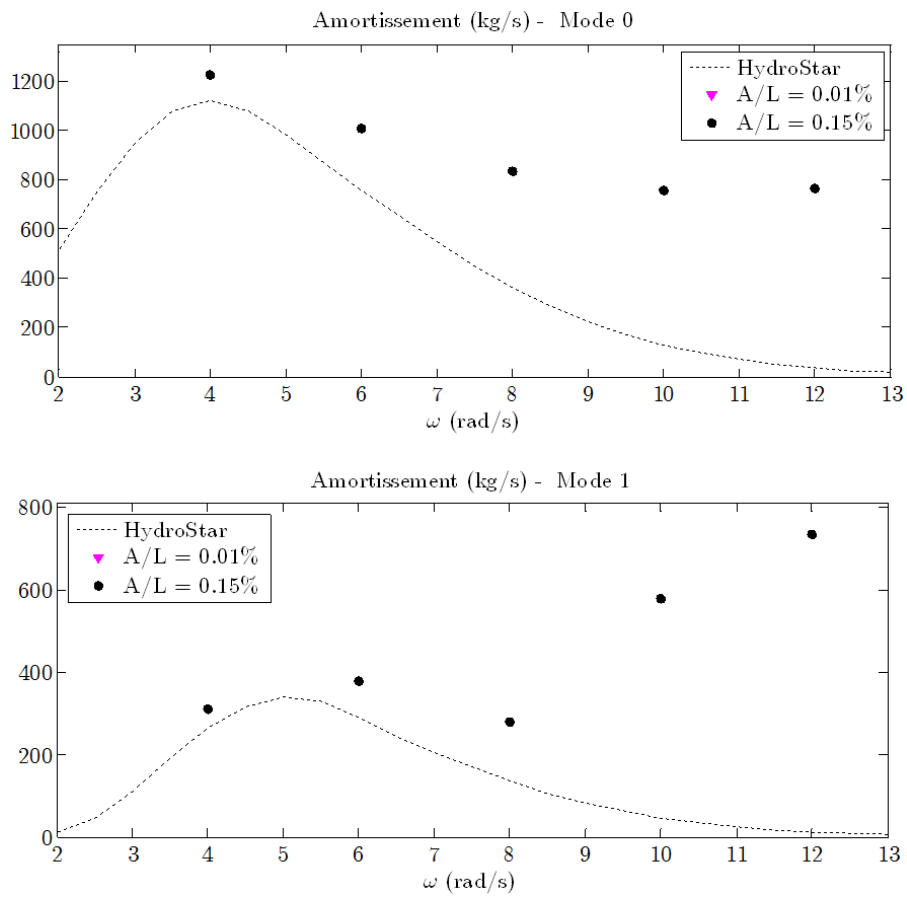 Amortissement (kg/s) - Mode 0
1200
1000
800
600
400
200
0
HydroStar
A/L = 0.01%
A/L = 0.15%
2 3 4 5 6 7 8 9 10 11 12 13
ω (rad/s)
Amortissement (kg/s) - Mode 1
800
600
400
200
0
HydroStar
A/L = 0.01%
A/L = 0.15%
2 3 4 5 6 7 8 9 10 11 12 13
ω (rad/s)